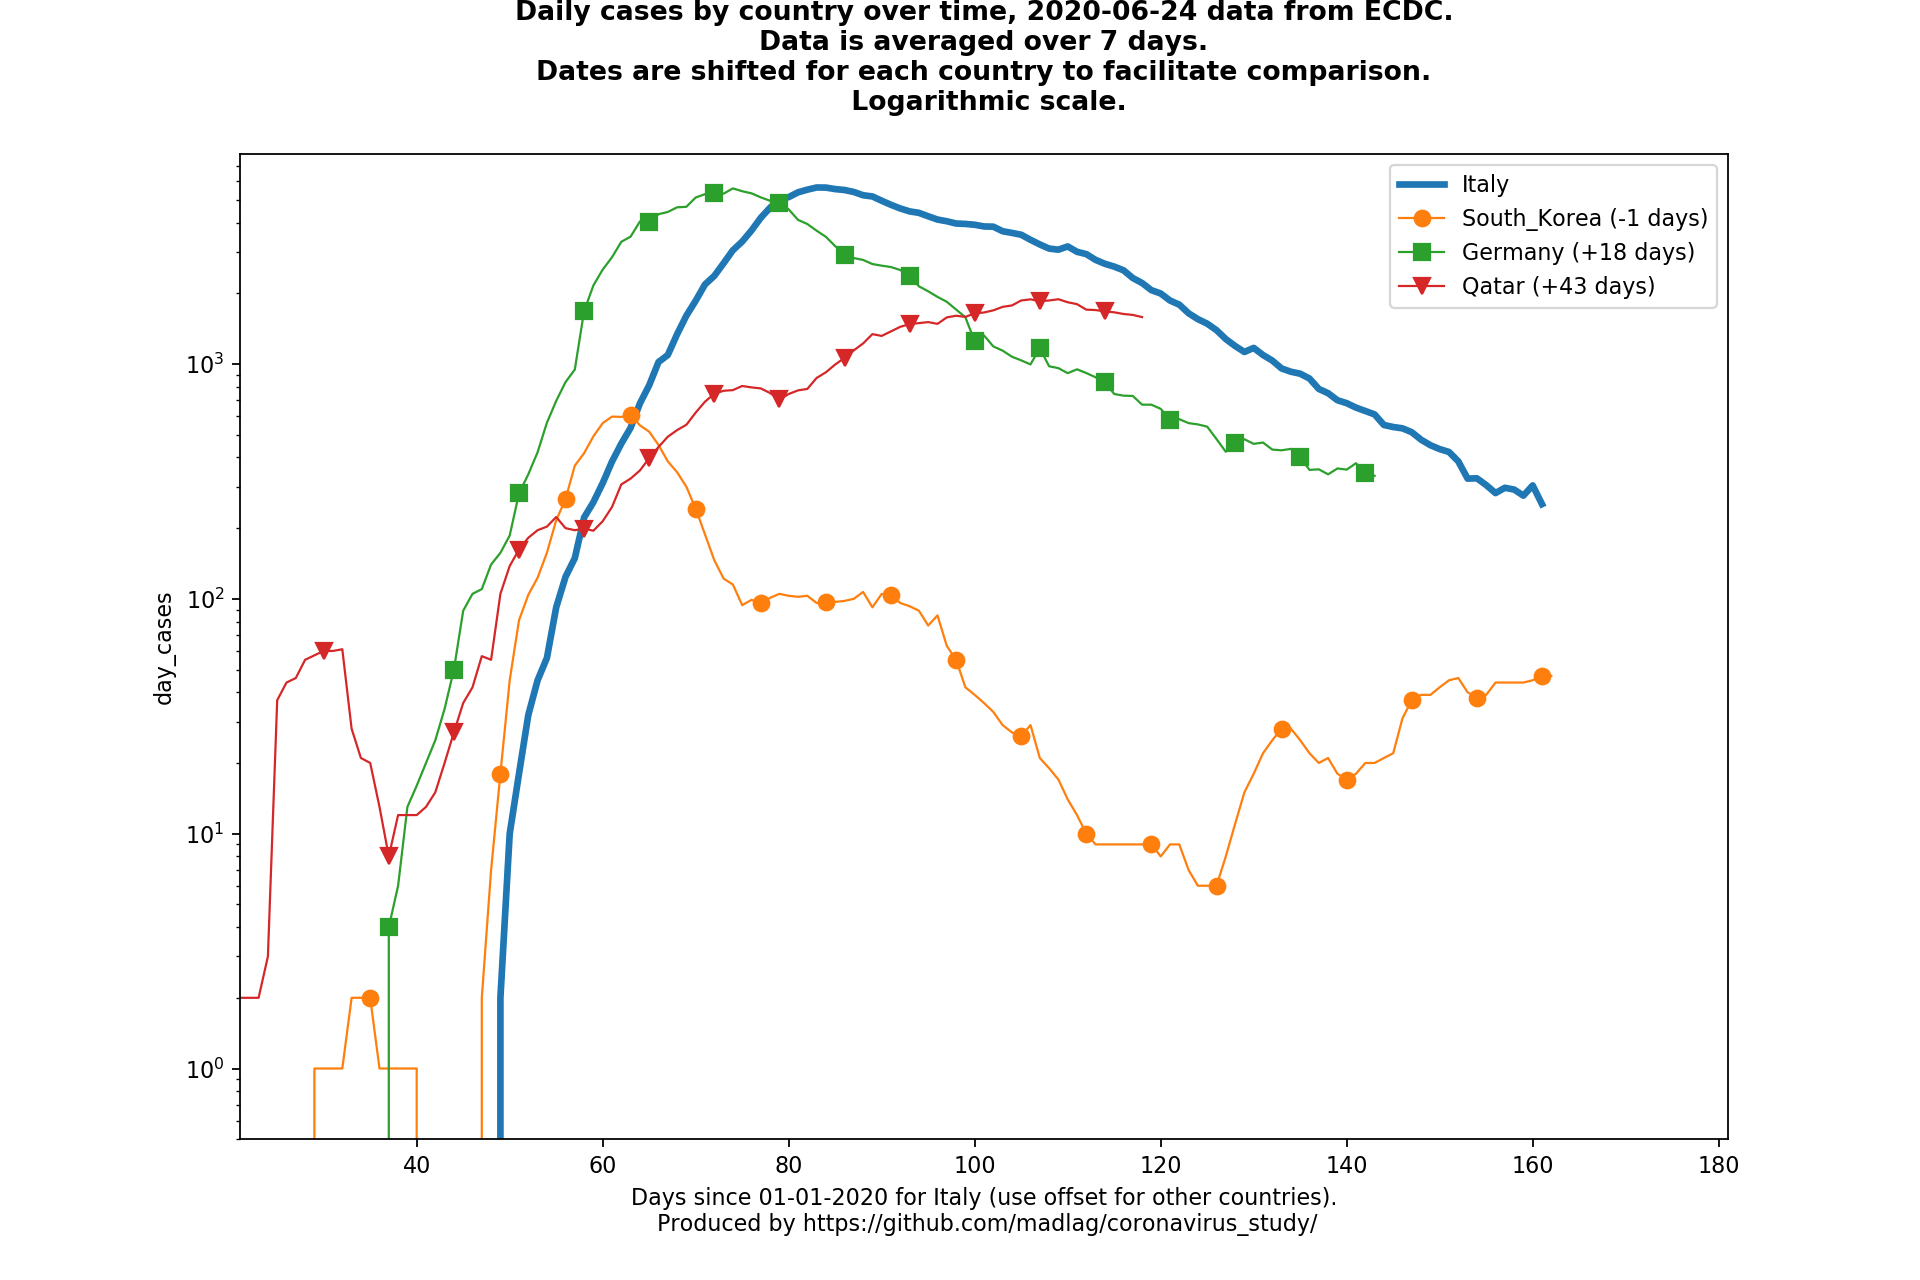 Daily cases by country over time, 2020-06-24 data from ECDC.
Data is averaged over 7 days.
Dates are shifted for each country to facilitate comparison.
Logarithmic scale.
Italy
South_Korea (-1 days)
Germany (+18 days)
Qatar (+43 days)
day_cases
10³
10²
10¹
10⁰
40 60 80 100 120 140 160 180
Days since 01-01-2020 for Italy (use offset for other countries).
Produced by https://github.com/madlag/coronavirus_study/